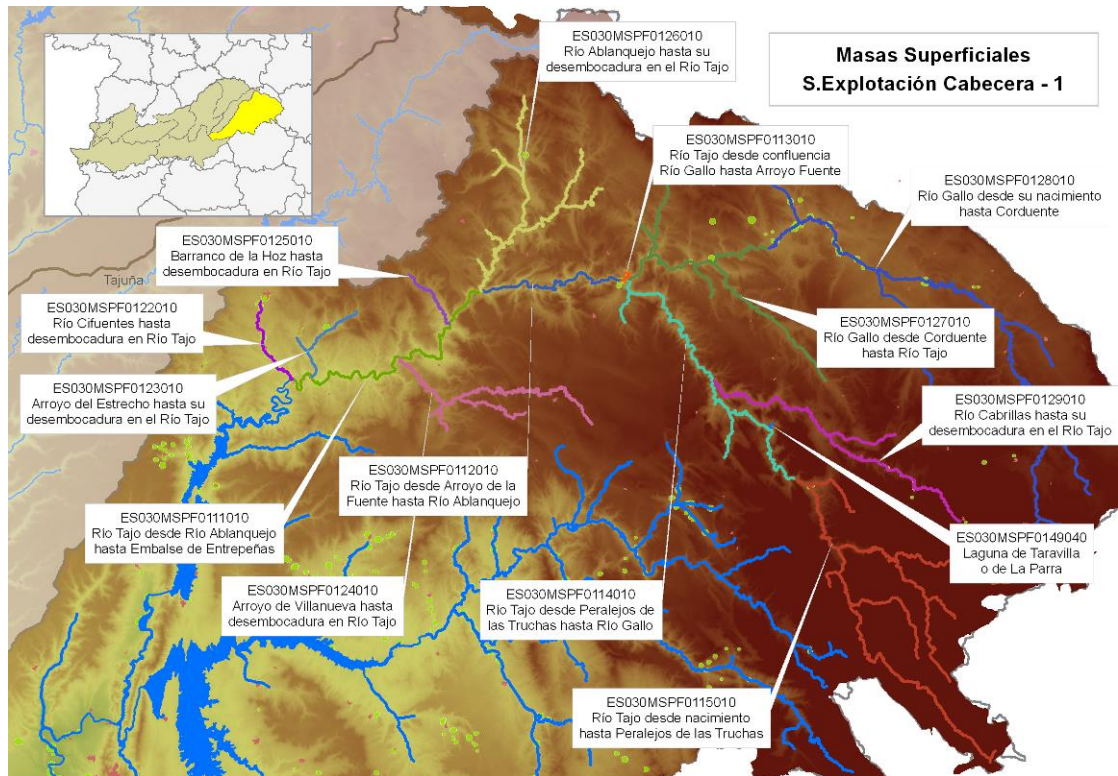 Masas Superficiales
S.Explotación Cabecera - 1
ES030MSPF0126010
Río Ablanquejo hasta su
desembocadura en el Río Tajo
ES030MSPF0113010
Río Tajo desde confluencia
Río Gallo hasta Arroyo Fuente
ES030MSPF0128010
Río Gallo desde su nacimiento
hasta Corduente
ES030MSPF0125010
Barranco de la Hoz hasta
desembocadura en Río Tajo
Tajuña
ES030MSPF0122010
Río Cifuentes hasta
desembocadura en Río Tajo
ES030MSPF0127010
Río Gallo desde Corduente
hasta Río Tajo
ES030MSPF0123010
Arroyo del Estrecho hasta su
desembocadura en el Río Tajo
ES030MSPF0129010
Río Cabrillas hasta su
desembocadura en el Río Tajo
ES030MSPF0112010
Río Tajo desde Arroyo de la
Fuente hasta Río Ablanquejo
ES030MSPF0111010
Río Tajo desde Río Ablanquejo
hasta Embalse de Entrepeñas
ES030MSPF0149040
Laguna de Taravilla
o de La Parra
ES030MSPF0124010
Arroyo de Villanueva hasta
desembocadura en Río Tajo
ES030MSPF0114010
Río Tajo desde Peralejos de
las Truchas hasta Río Gallo
ES030MSPF0115010
Río Tajo desde nacimiento
hasta Peralejos de las Truchas